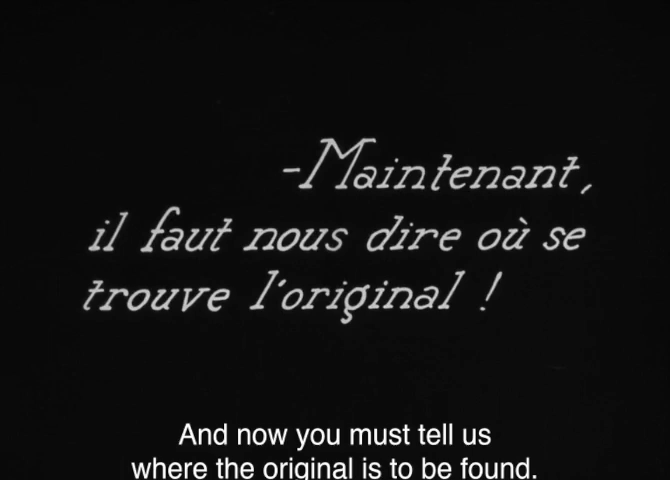 -Maintenant,
il faut nous dire où se
trouve l'original !
And now you must tell us
where the original is to be found.